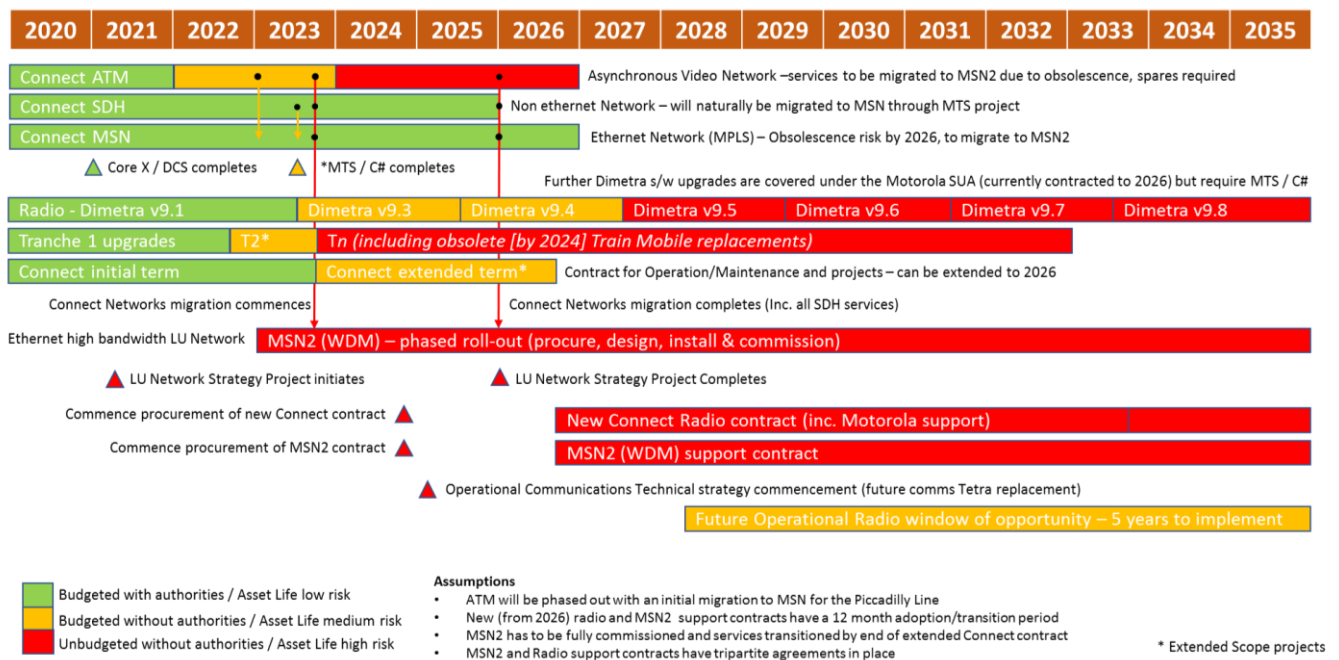 2020 2021 2022 2023 2024 2025 2026 2027 2028 2029 2030 2031 2032 2033 2034 2035
Connect ATM
Asynchronous Video Network –services to be migrated to MSN2 due to obsolescence, spares required
Connect SDH
Non ethernet Network – will naturally be migrated to MSN through MTS project
Connect MSN
Ethernet Network (MPLS) – Obsolescence risk by 2026, to migrate to MSN2
Core X / DCS completes
*MTS / C# completes
Further Dimetra s/w upgrades are covered under the Motorola SUA (currently contracted to 2026) but require MTS / C#
Radio - Dimetra v9.1 Dimetra v9.3 Dimetra v9.4 Dimetra v9.5 Dimetra v9.6 Dimetra v9.7 Dimetra v9.8
Tranche 1 upgrades T2* Tn (including obsolete [by 2024] Train Mobile replacements)
Connect initial term Connect extended term* Contract for Operation/Maintenance and projects – can be extended to 2026
Connect Networks migration commences
Connect Networks migration completes (Inc. all SDH services)
Ethernet high bandwidth LU Network
MSN2 (WDM) – phased roll-out (procure, design, install & commission)
LU Network Strategy Project initiates
LU Network Strategy Project Completes
Commence procurement of new Connect contract
New Connect Radio contract (inc. Motorola support)
Commence procurement of MSN2 contract
MSN2 (WDM) support contract
Operational Communications Technical strategy commencement (future comms Tetra replacement)
Future Operational Radio window of opportunity – 5 years to implement
Budgeted with authorities / Asset Life low risk
Budgeted without authorities / Asset Life medium risk
Unbudgeted without authorities / Asset Life high risk
Assumptions
• ATM will be phased out with an initial migration to MSN for the Piccadilly Line
• New (from 2026) radio and MSN2 support contracts have a 12 month adoption/transition period
• MSN2 has to be fully commissioned and services transitioned by end of extended Connect contract
• MSN2 and Radio support contracts have tripartite agreements in place
* Extended Scope projects